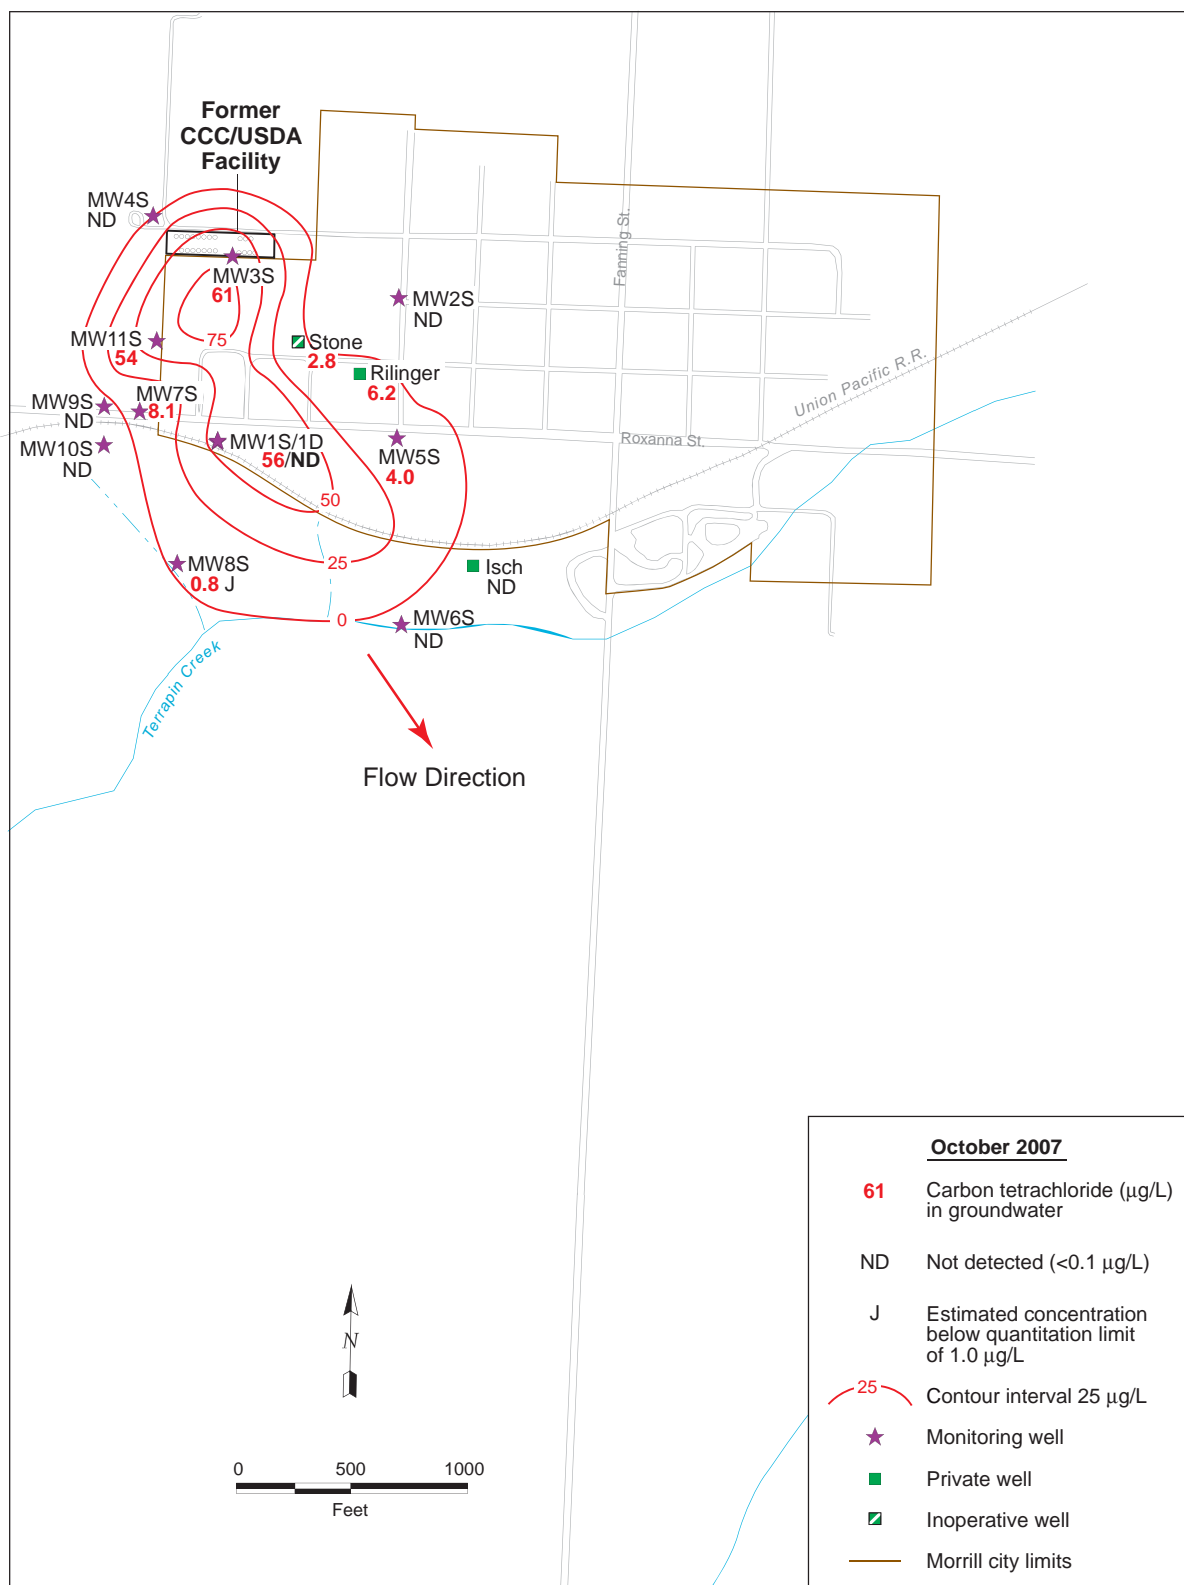 Former
CCC/USDA
Facility
MW4S
ND
MW3S
61
Fanning St.
MW2S
ND
75
MW11S
54
Stone
2.8
Rilinger
6.2
Union Pacific R.R.
MW9S
ND
MW7S
8.1
MW10S
ND
MW1S/1D
56/ND
MW5S
4.0
Roxanna St.
50
25
MW8S
0.8 J
Isch
ND
0
MW6S
ND
Terrapin Creek
Flow Direction
N
0 500 1000
Feet
October 2007
61 Carbon tetrachloride (µg/L)
in groundwater
ND Not detected (<0.1 µg/L)
J Estimated concentration
below quantitation limit
of 1.0 µg/L
25 Contour interval 25 µg/L
Monitoring well
Private well
Inoperative well
Morrill city limits